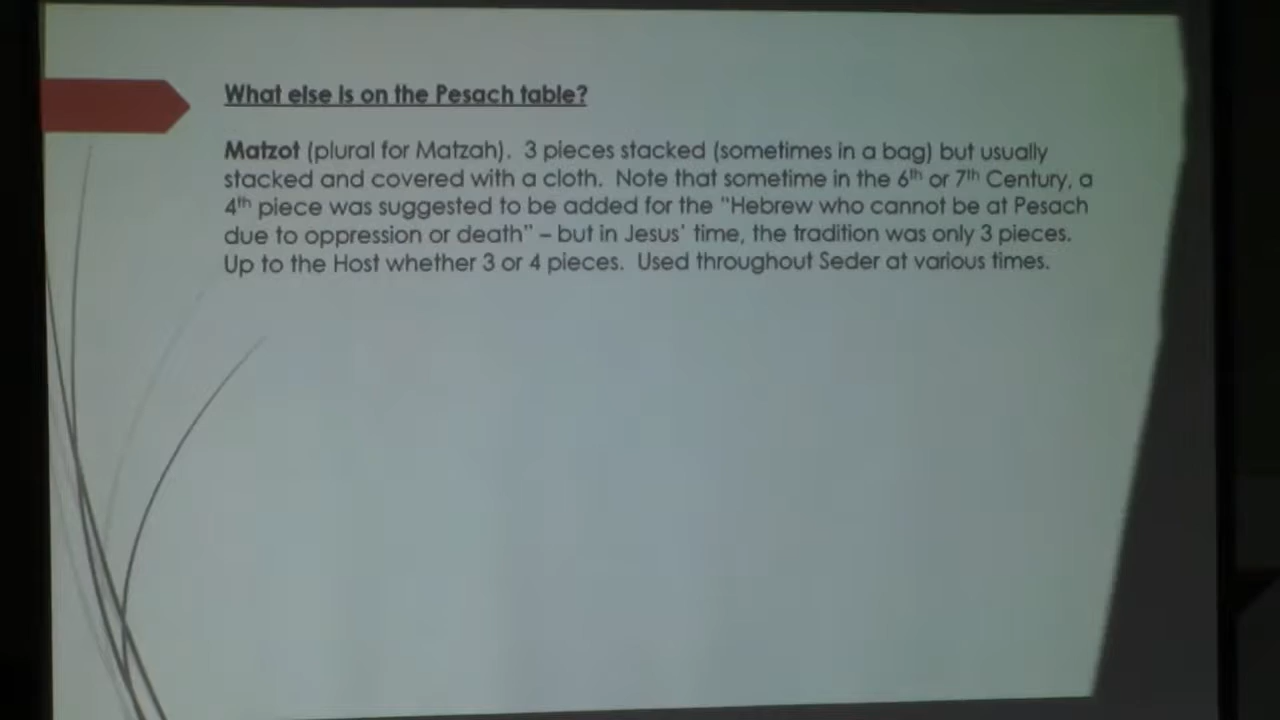 What else is on the Pesach table?
Matzot (plural for Matzah). 3 pieces stacked (sometimes in a bag) but usually
stacked and covered with a cloth. Note that sometime in the 6th or 7th Century, a
4th piece was suggested to be added for the "Hebrew who cannot be at Pesach
due to oppression or death" – but in Jesus' time, the tradition was only 3 pieces.
Up to the Host whether 3 or 4 pieces. Used throughout Seder at various times.